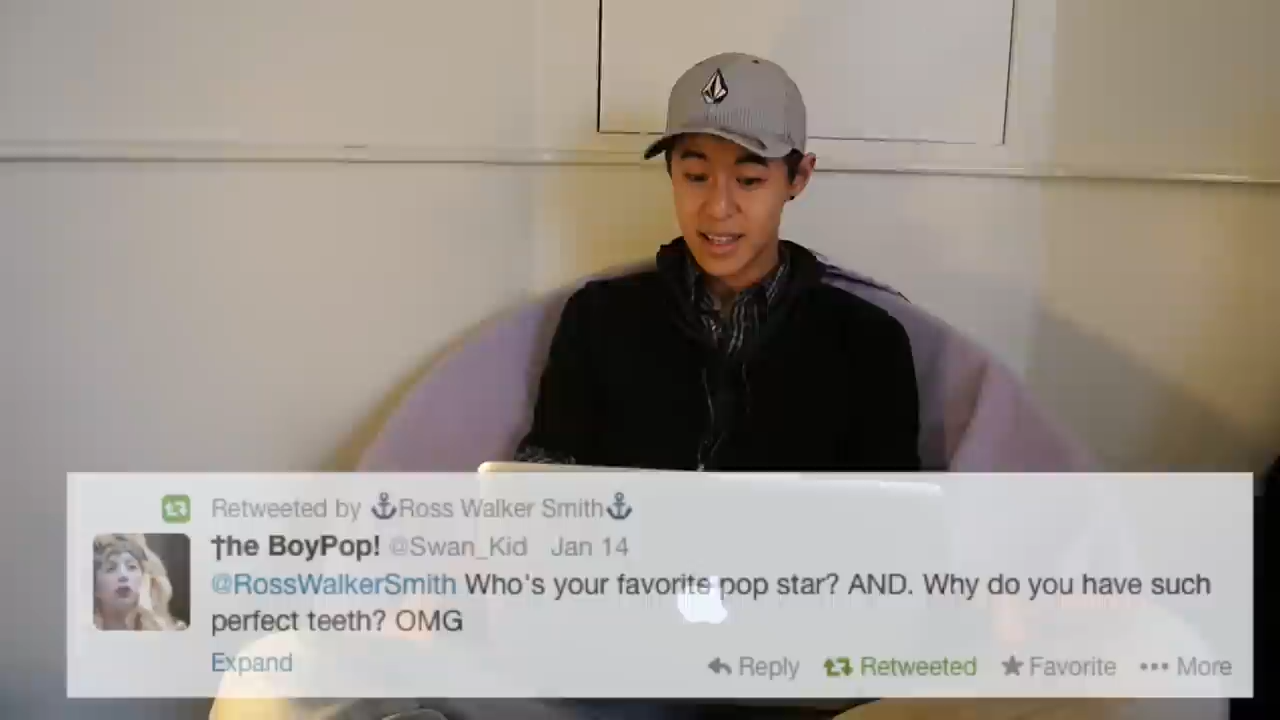 Retweeted by ⚓Ross Walker Smith⚓
†he BoyPop! @Swan_Kid Jan 14
@RossWalkerSmith Who's your favorite pop star? AND. Why do you have such
perfect teeth? OMG
Expand Reply Retweeted Favorite More